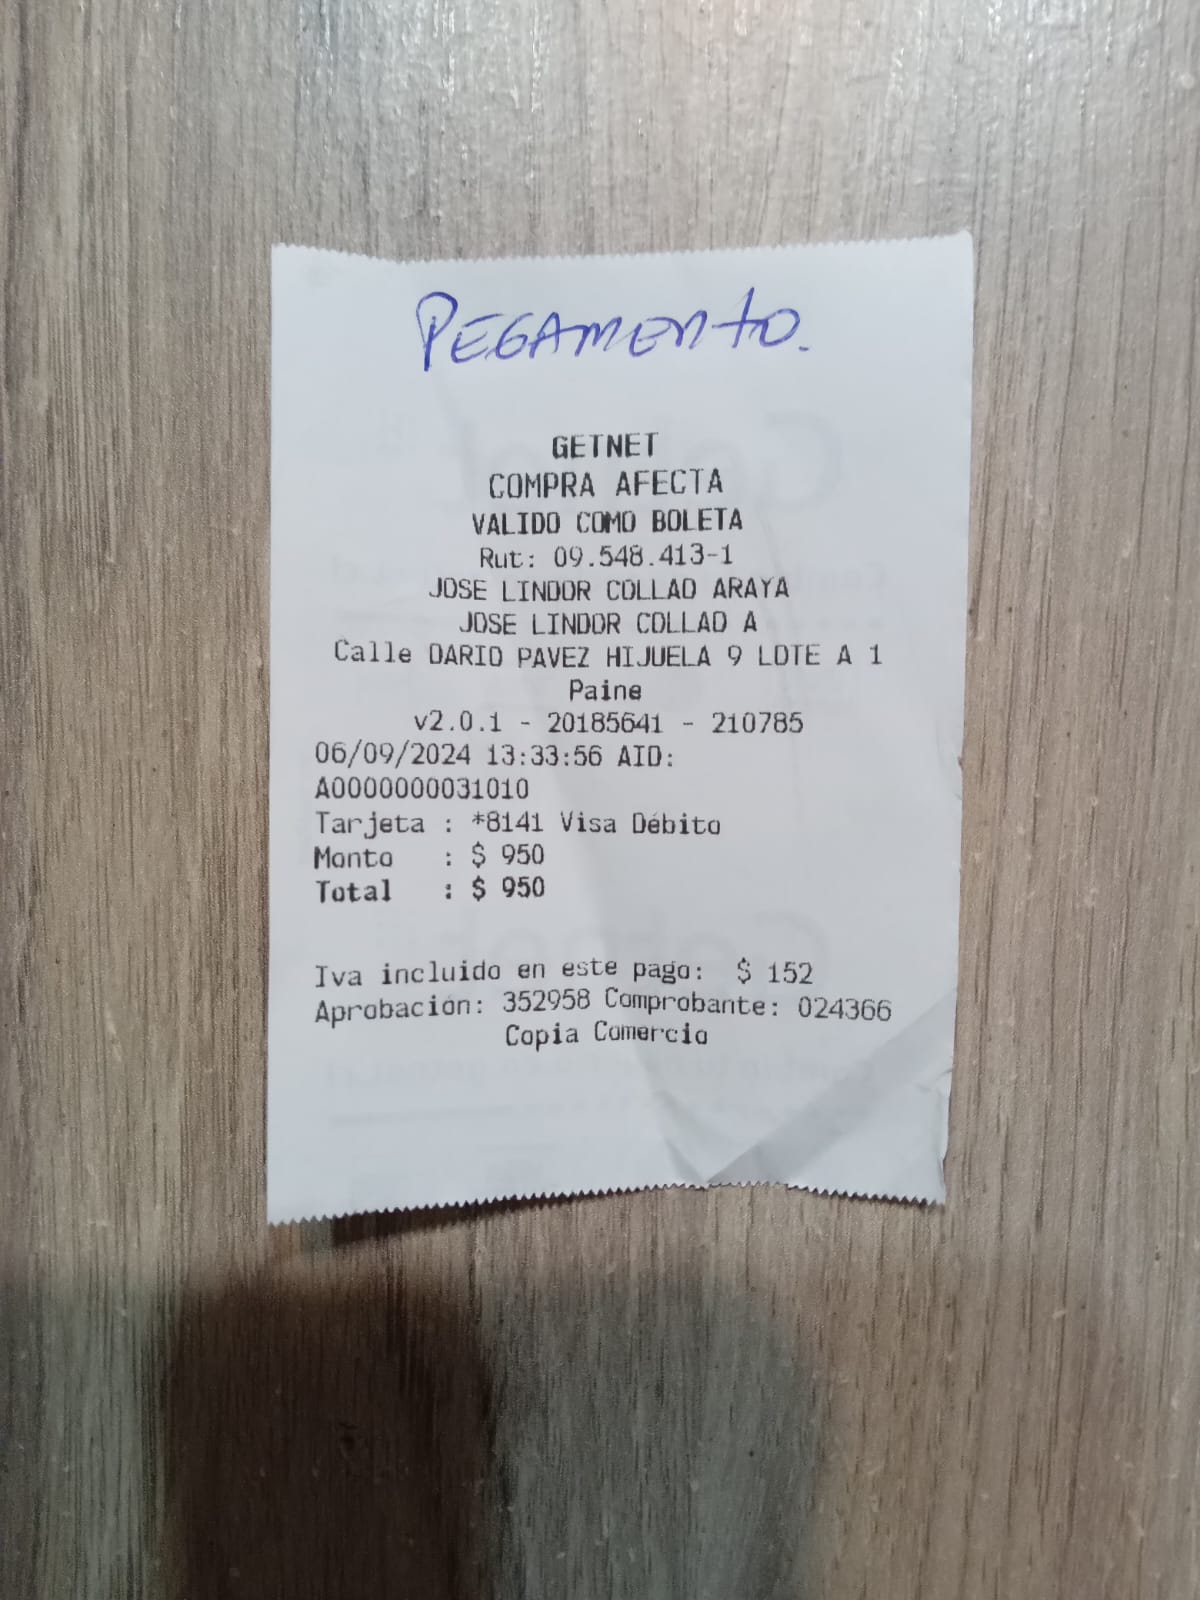 PEGAMENTO.
GETNET
COMPRA AFECTA
VALIDO COMO BOLETA
Rut: 09.548.413-1
JOSE LINDOR COLLAO ARAYA
JOSE LINDOR COLLAO A
Calle DARIO PAVEZ HIJUELA 9 LOTE A 1
Paine
v2.0.1 - 20185641 - 210785
06/09/2024 13:33:56 AID:
A0000000031010
Tarjeta : *8141 Visa Débito
Monto : $ 950
Total : $ 950
Iva incluido en este pago: $ 152
Aprobación: 352958 Comprobante: 024366
Copia Comercio